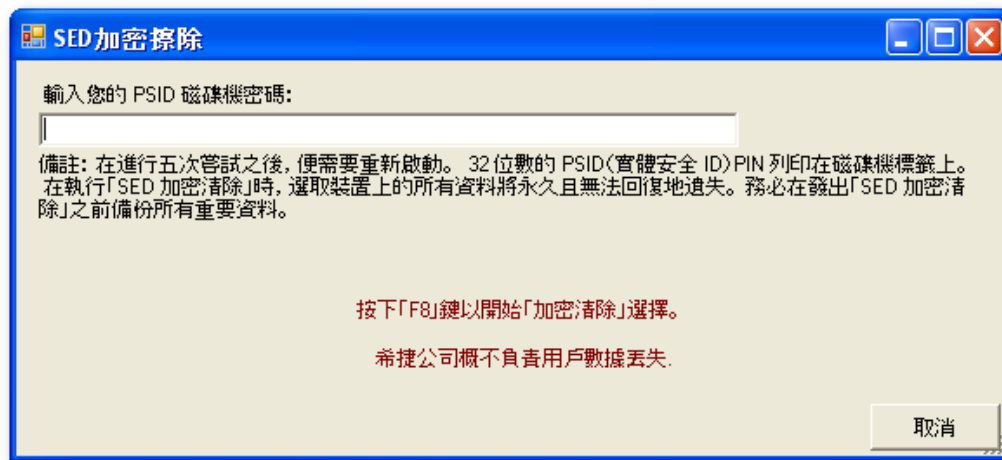 SED加密擦除
輸入您的 PSID 磁碟機密碼:
備註: 在進行五次嘗試之後, 便需要重新啟動。 32 位數的 PSID(實體安全 ID) PIN 列印在磁碟機標籤上。
在執行「SED 加密清除」時, 選取裝置上的所有資料將永久且無法回復地遺失。務必在發出「SED 加密清
除」之前備份所有重要資料。
按下「F8」鍵以開始「加密清除」選擇。
希捷公司概不負責用戶數據丟失.
取消